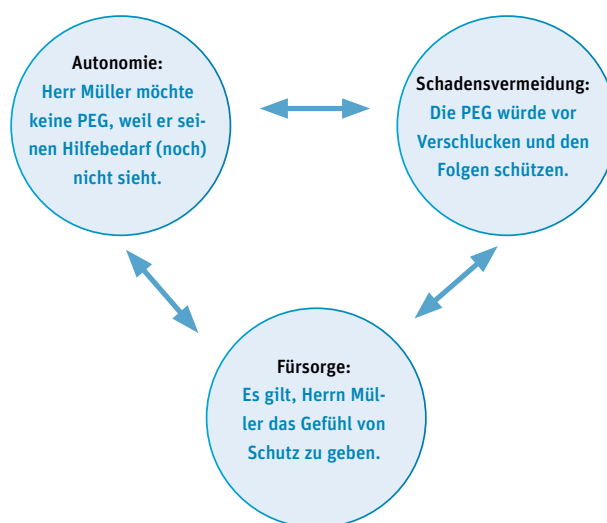 Autonomie:
Herr Müller möchte
keine PEG, weil er sei-
nen Hilfebedarf (noch)
nicht sieht.
Schadensvermeidung:
Die PEG würde vor
Verschlucken und den
Folgen schützen.
Fürsorge:
Es gilt, Herrn Mül-
ler das Gefühl von
Schutz zu geben.